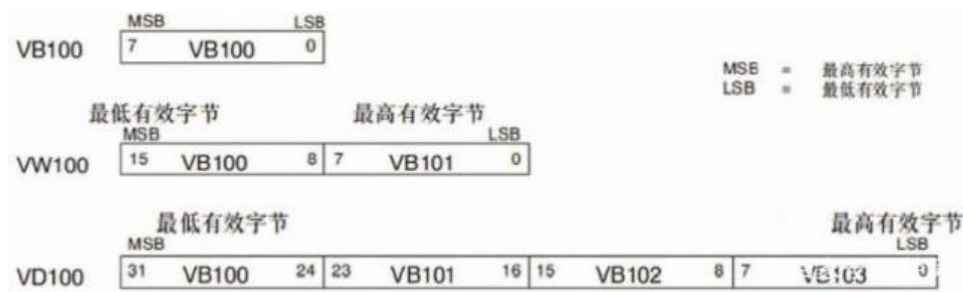 MSB LSB
VB100 7 VB100 0
MSB = 最高有效字节
LSB = 最低有效字节
最低有效字节 最高有效字节
MSB LSB
VW100 15 VB100 8 7 VB101 0
最低有效字节 最高有效字节
MSB LSB
VD100 31 VB100 24 23 VB101 16 15 VB102 8 7 VB103 0